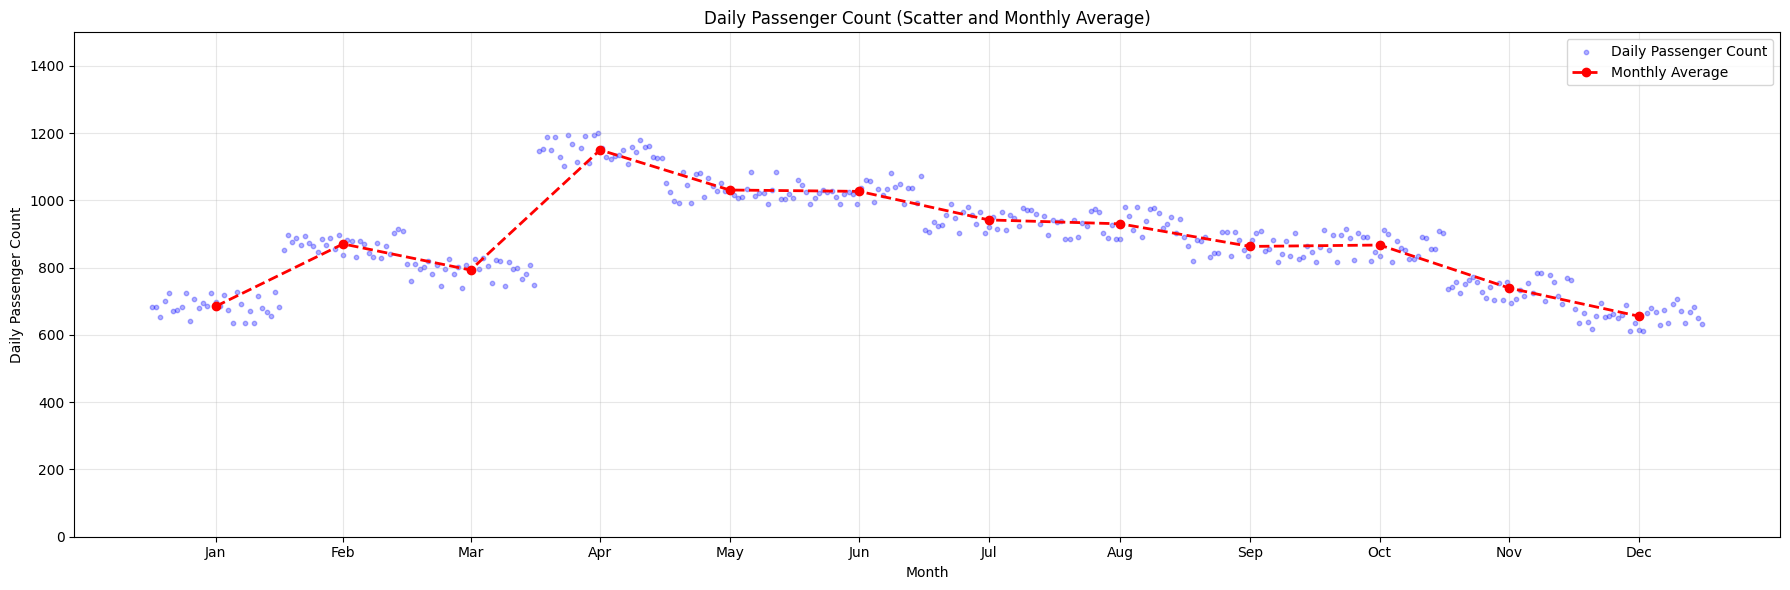 Daily Passenger Count (Scatter and Monthly Average)
Daily Passenger Count
Monthly Average
Daily Passenger Count
1400
1200
1000
800
600
400
200
0
Jan Feb Mar Apr May Jun Jul Aug Sep Oct Nov Dec
Month